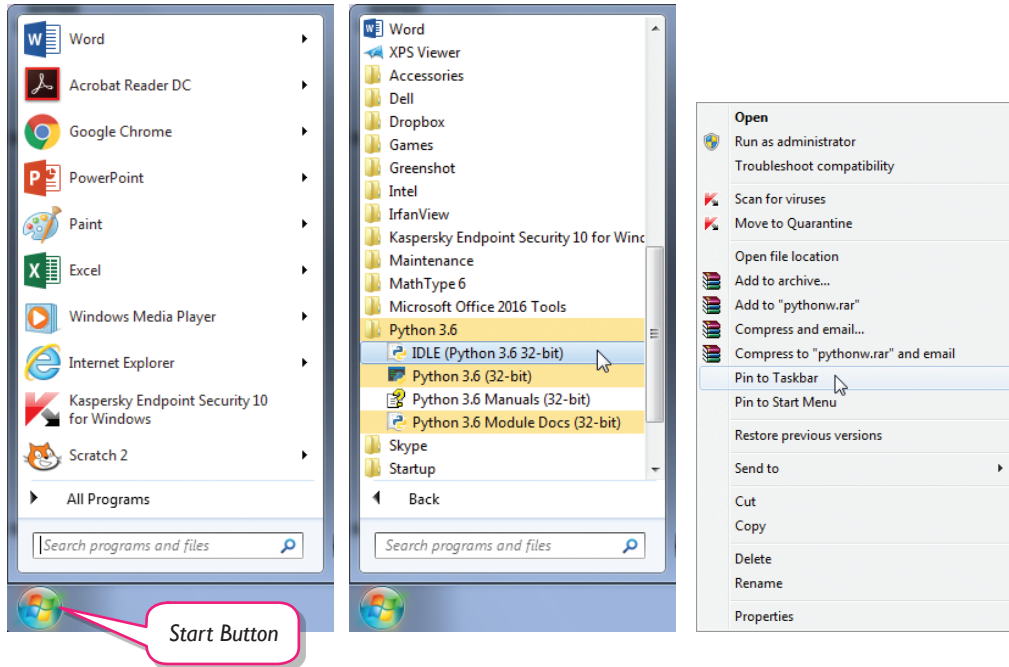 Word
Acrobat Reader DC
Google Chrome
PowerPoint
Paint
Excel
Windows Media Player
Internet Explorer
Kaspersky Endpoint Security 10
for Windows
Scratch 2
All Programs
Search programs and files
Start Button
Word
XPS Viewer
Accessories
Dell
Dropbox
Games
Greenshot
Intel
IrfanView
Kaspersky Endpoint Security 10 for Winc
Maintenance
MathType 6
Microsoft Office 2016 Tools
Python 3.6
IDLE (Python 3.6 32-bit)
Python 3.6 (32-bit)
Python 3.6 Manuals (32-bit)
Python 3.6 Module Docs (32-bit)
Skype
Startup
Back
Search programs and files
Open
Run as administrator
Troubleshoot compatibility
Scan for viruses
Move to Quarantine
Open file location
Add to archive...
Add to "pythonw.rar"
Compress and email...
Compress to "pythonw.rar" and email
Pin to Taskbar
Pin to Start Menu
Restore previous versions
Send to
Cut
Copy
Delete
Rename
Properties